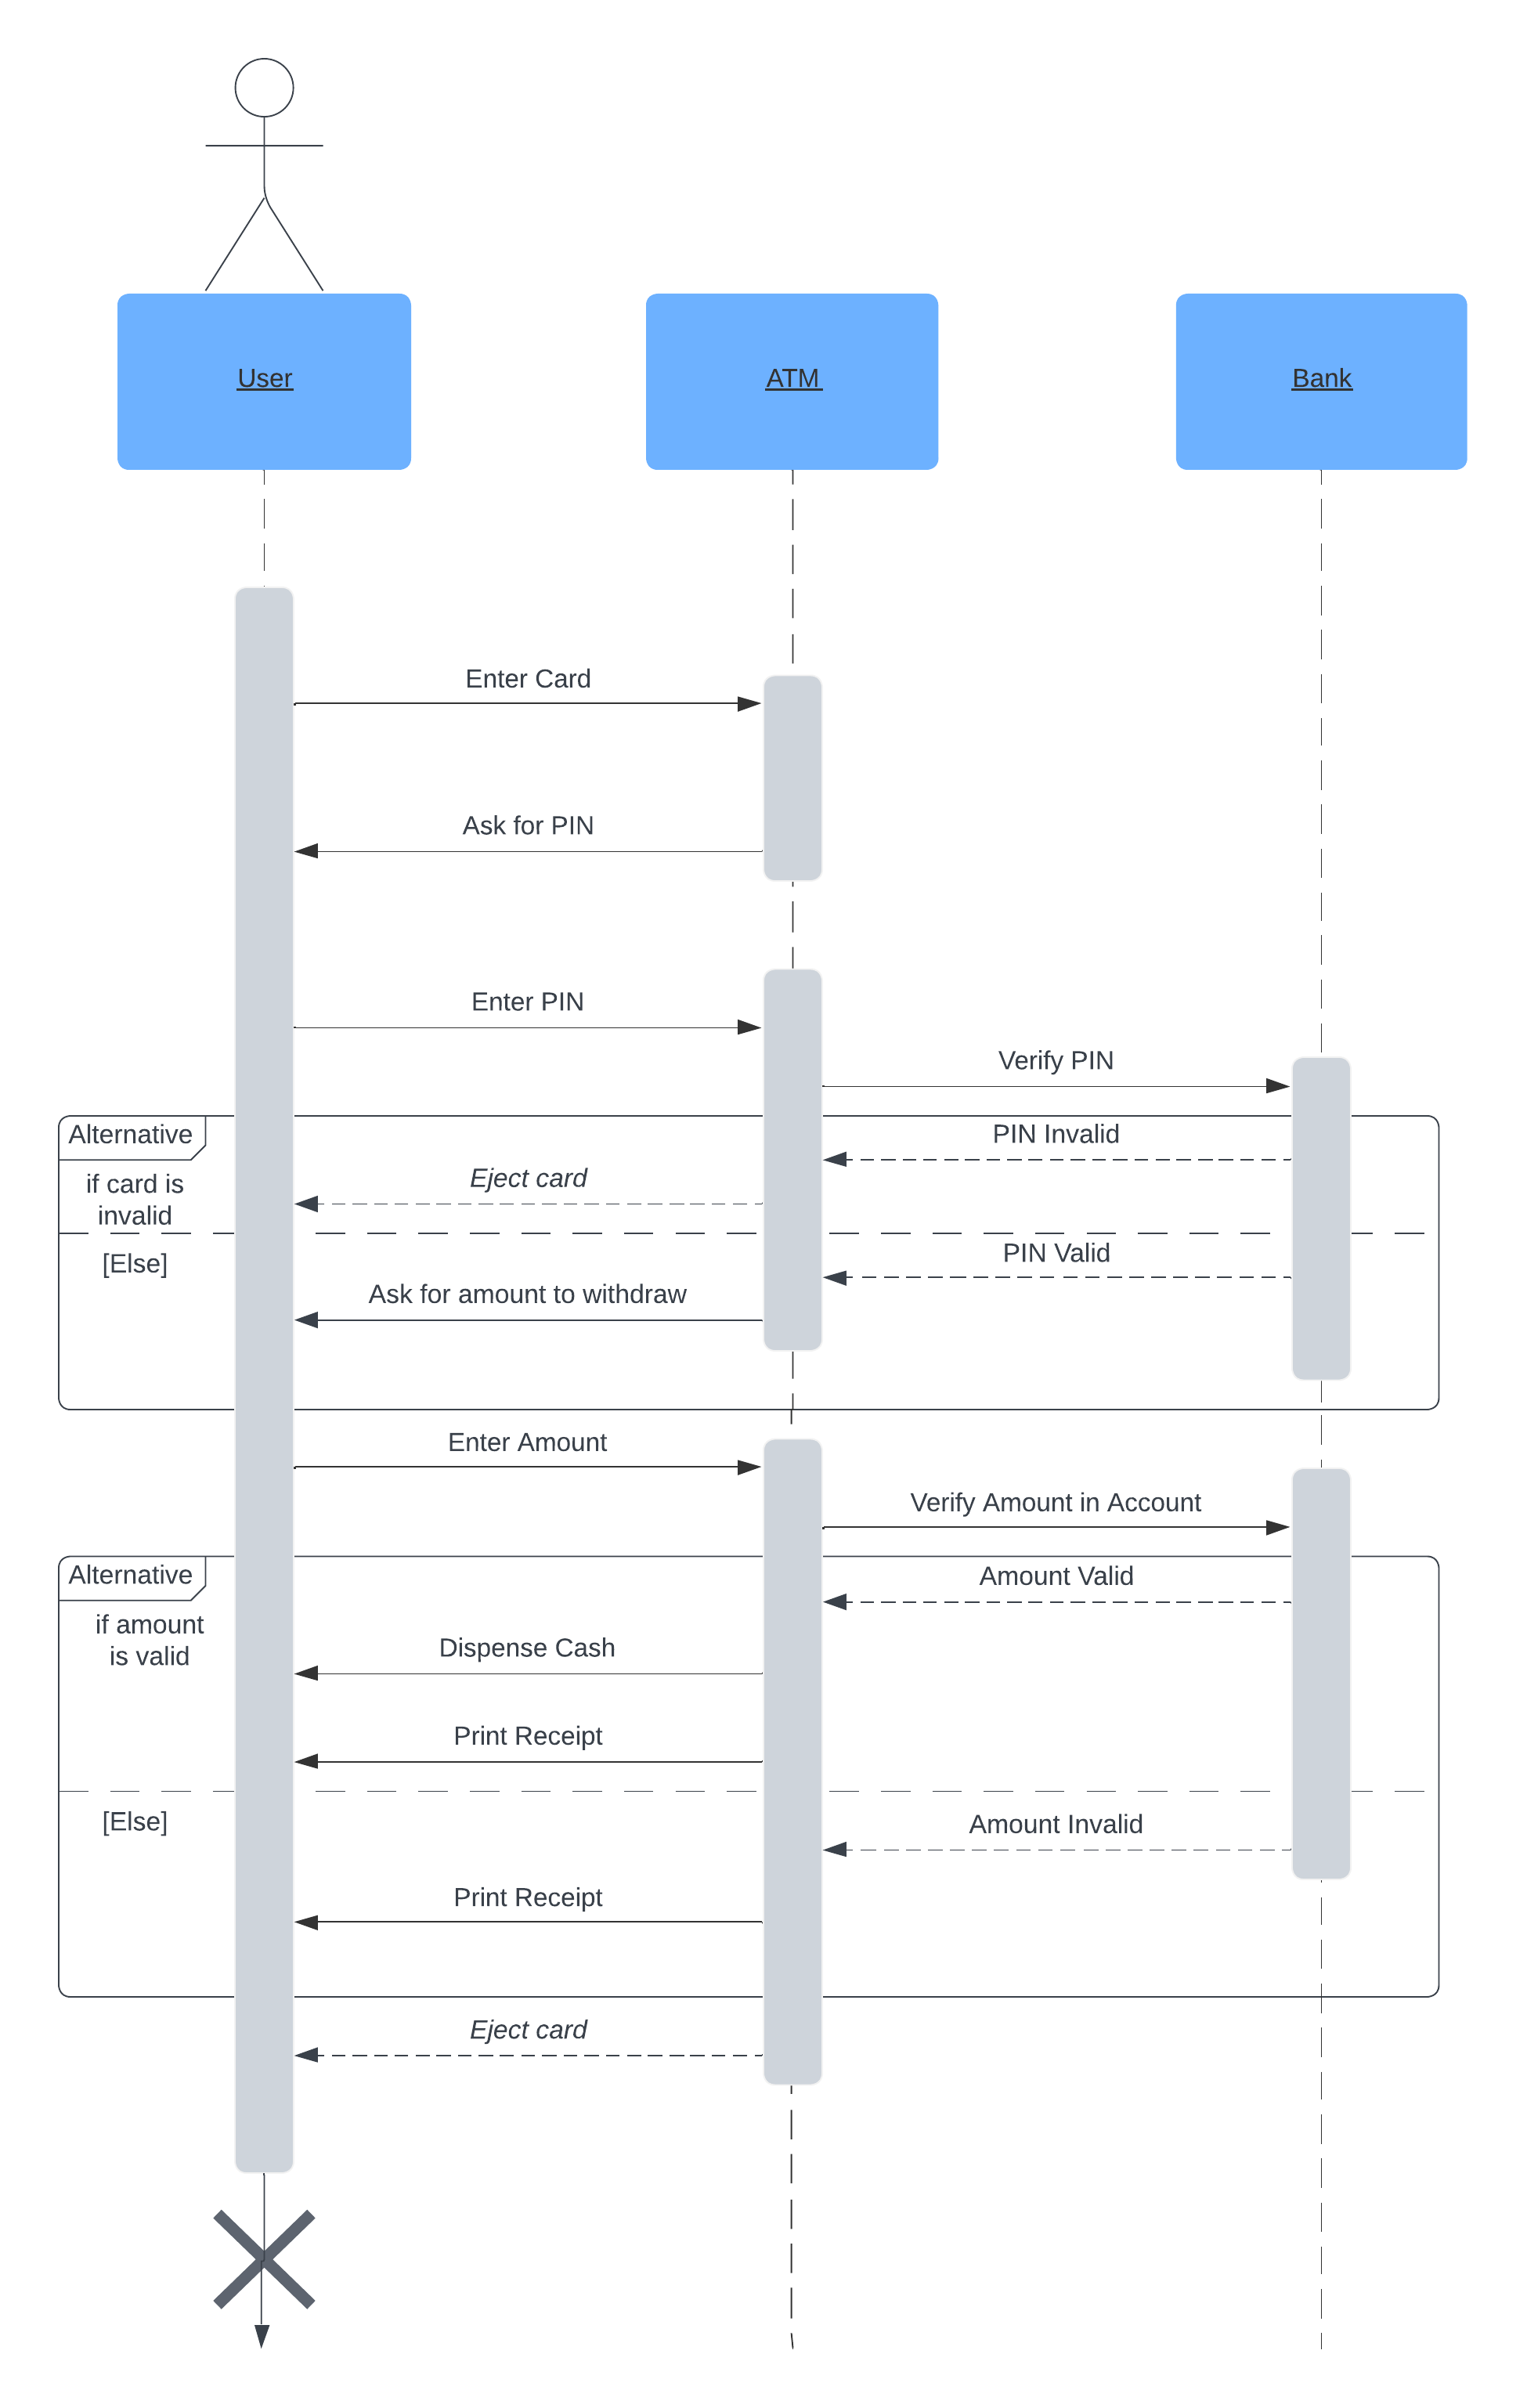 User
ATM
Bank
Enter Card
Ask for PIN
Enter PIN
Verify PIN
Alternative
PIN Invalid
if card is
invalid
Eject card
[Else]
PIN Valid
Ask for amount to withdraw
Enter Amount
Verify Amount in Account
Alternative
Amount Valid
if amount
is valid
Dispense Cash
Print Receipt
[Else]
Amount Invalid
Print Receipt
Eject card